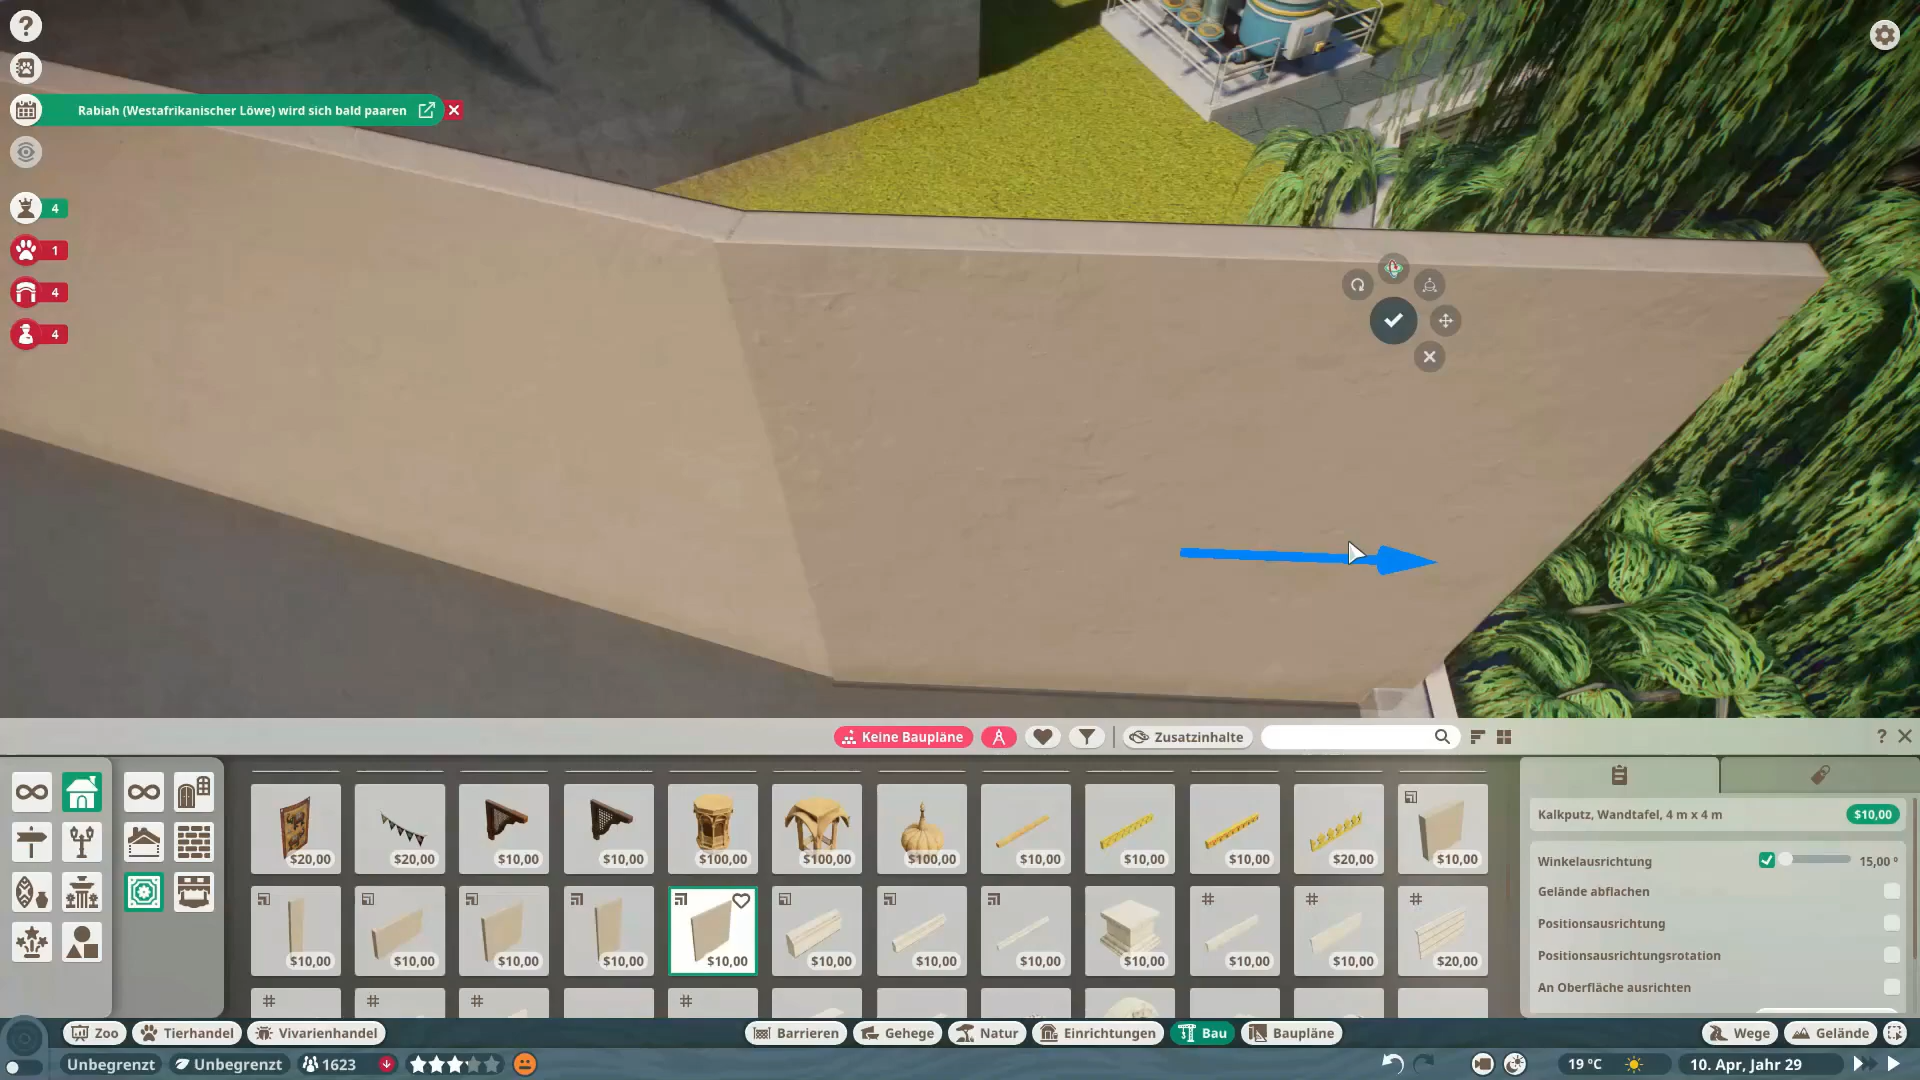 Rabiah (Westafrikanischer Löwe) wird sich bald paaren
4
1
4
4
Keine Baupläne
Zusatzinhalte
$20,00
$20,00
$10,00
$10,00
$100,00
$100,00
$100,00
$10,00
$10,00
$10,00
$20,00
$10,00
$10,00
$10,00
$10,00
$10,00
$10,00
$10,00
$10,00
$10,00
$10,00
$10,00
$10,00
$20,00
Kalkputz, Wandtafel, 4 m x 4 m
$10,00
Winkelausrichtung
15,00 °
Gelände abflachen
Positionsausrichtung
Positionsausrichtungsrotation
An Oberfläche ausrichten
Zoo
Tierhandel
Vivarienhandel
Barrieren
Gehege
Natur
Einrichtungen
Bau
Baupläne
Wege
Gelände
Unbegrenzt
Unbegrenzt
1623
19 °C
10. Apr, Jahr 29